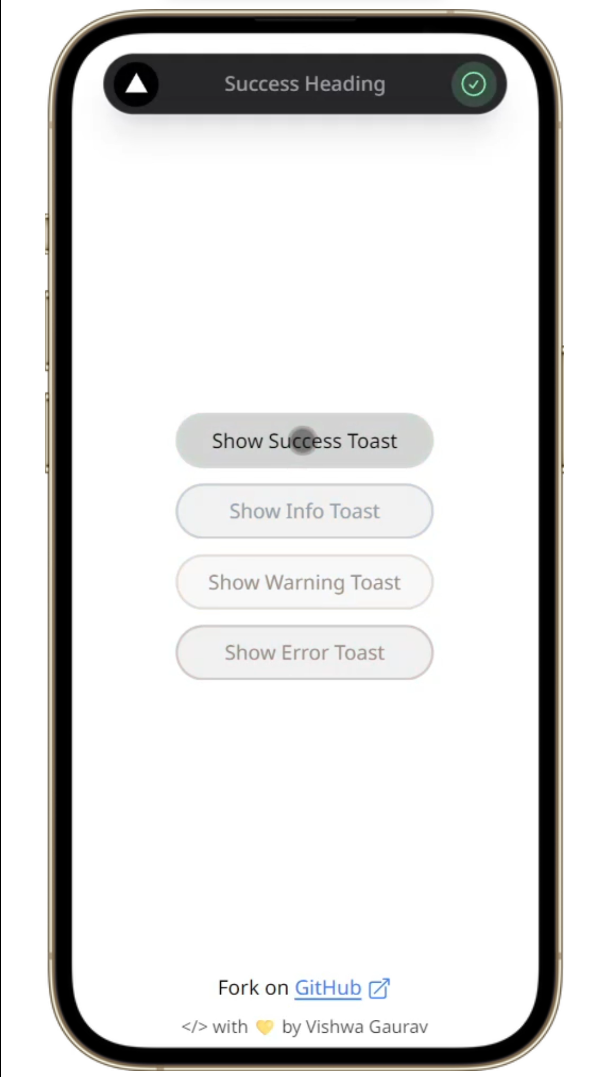 Success Heading
Show Success Toast
Show Info Toast
Show Warning Toast
Show Error Toast
Fork on GitHub
</> with 💛 by Vishwa Gaurav